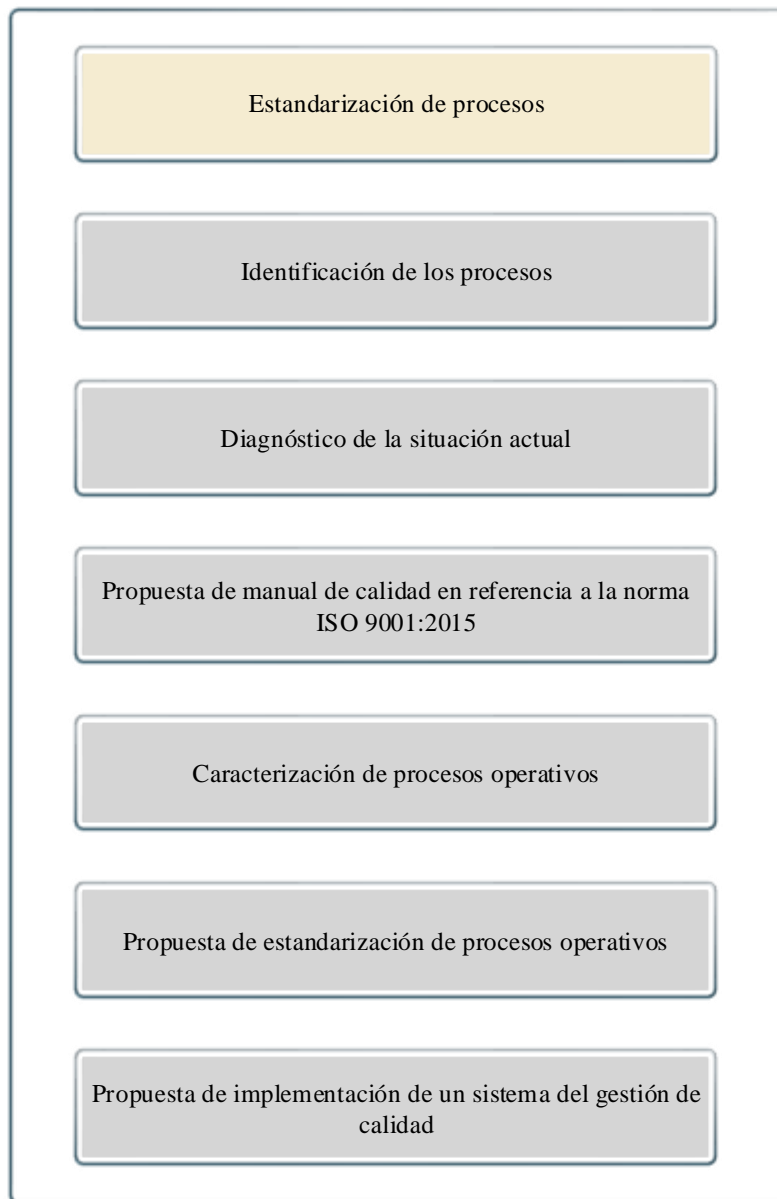 Estandarización de procesos
Identificación de los procesos
Diagnóstico de la situación actual
Propuesta de manual de calidad en referencia a la norma
ISO 9001:2015
Caracterización de procesos operativos
Propuesta de estandarización de procesos operativos
Propuesta de implementación de un sistema del gestión de
calidad